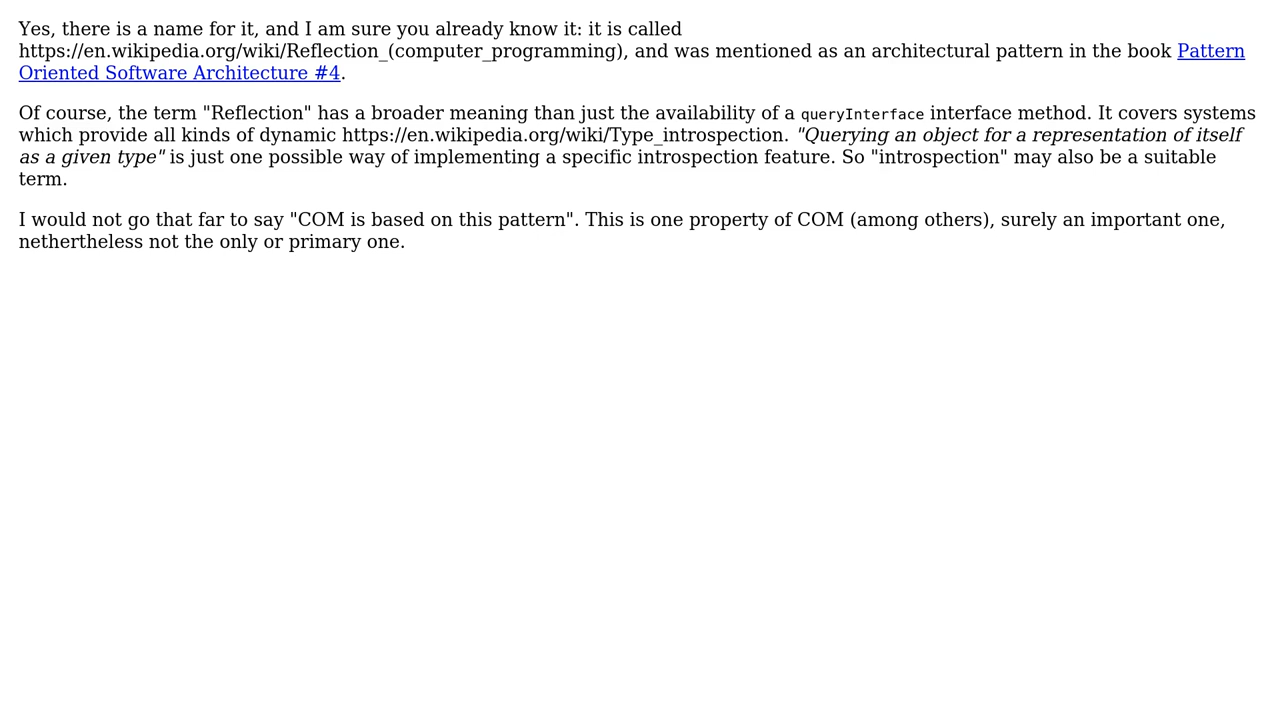 Yes, there is a name for it, and I am sure you already know it: it is called
https://en.wikipedia.org/wiki/Reflection_(computer_programming), and was mentioned as an architectural pattern in the book Pattern
Oriented Software Architecture #4.
Of course, the term "Reflection" has a broader meaning than just the availability of a queryInterface interface method. It covers systems
which provide all kinds of dynamic https://en.wikipedia.org/wiki/Type_introspection. "Querying an object for a representation of itself
as a given type" is just one possible way of implementing a specific introspection feature. So "introspection" may also be a suitable
term.
I would not go that far to say "COM is based on this pattern". This is one property of COM (among others), surely an important one,
nethertheless not the only or primary one.